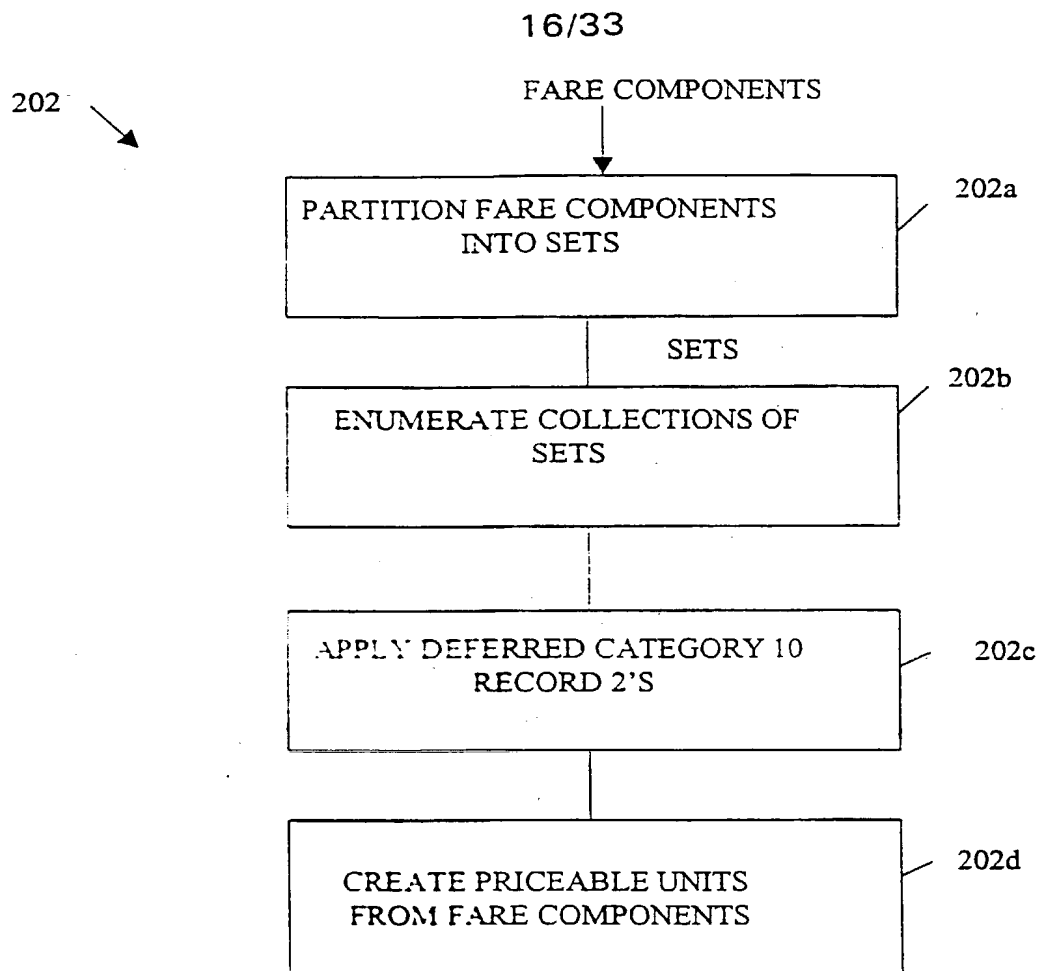 16/33
202
FARE COMPONENTS
202a
PARTITION FARE COMPONENTS
INTO SETS
SETS
202b
ENUMERATE COLLECTIONS OF
SETS
APPLY DEFERRED CATEGORY 10
RECORD 2'S
202c
CREATE PRICEABLE UNITS
FROM FARE COMPONENTS
202d